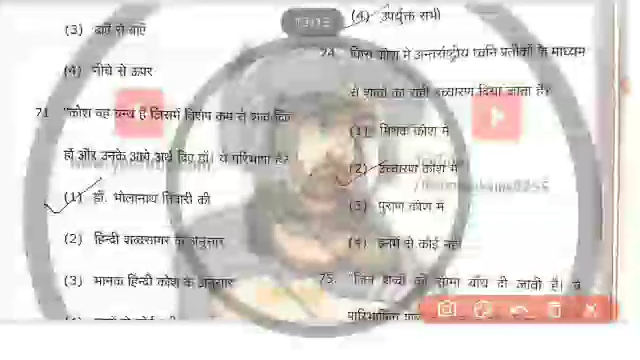 (3) बाएँ से दाएँ
(4) नीचे से ऊपर
71. "कोश वह ग्रन्थ है जिसमें विशेष क्रम से शब्द दिए
हों और उनके आगे अर्थ दिए हों। ये परिभाषा है?
(1) डॉ. भोलानाथ तिवारी की
(2) हिन्दी शब्दसागर के अनुसार
(3) मानक हिन्दी कोश के अनुसार
(4) उपर्युक्त सभी
74. किस कोश में अन्तर्राष्ट्रीय ध्वनि प्रतीकों के माध्यम
से शब्दों का सही उच्चारण दिया जाता है?
(1) मिथक कोश में
(2) उच्चारण कोश में
(3) पुराण कोश में
(4) इनमें से कोई नहीं
75. "जिन शब्दों की सीमा बाँध दी जाती है। वे
पारिभाषिक